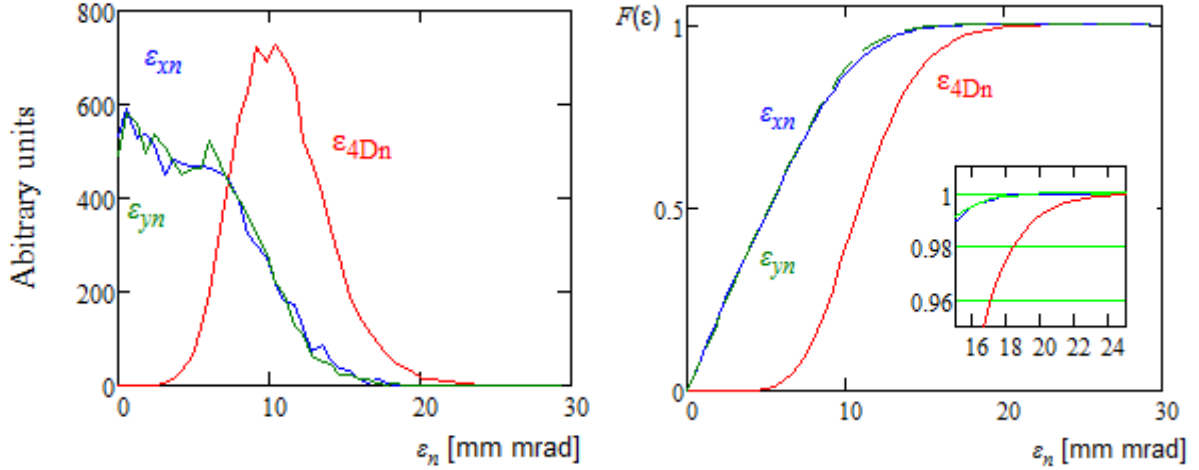 800
600
400
200
0
Abitrary units
εxn
ε4Dn
εyn
0
10
20
30
εn [mm mrad]
F(ε)
1
0.5
0
εxn
ε4Dn
εyn
1
0.98
0.96
16 18 20 22 24
0
10
20
30
εn [mm mrad]